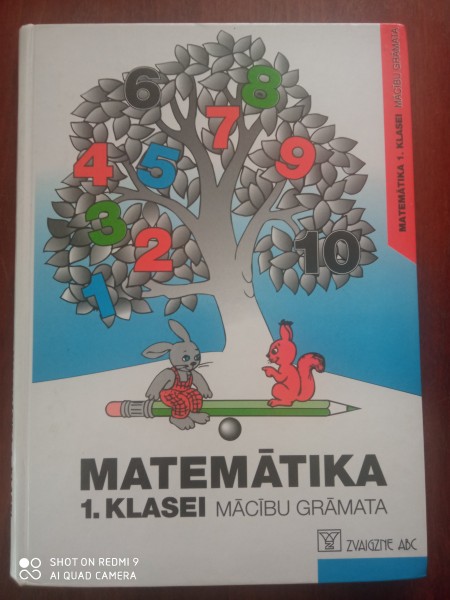 6
8
7
4
5
9
3
2
10
1
MATEMĀTIKA 1. KLASEI MĀCĪBU GRĀMATA
MATEMĀTIKA
1. KLASEI MĀCĪBU GRĀMATA
ZVAIGZNE ABC
SHOT ON REDMI 9
AI QUAD CAMERA